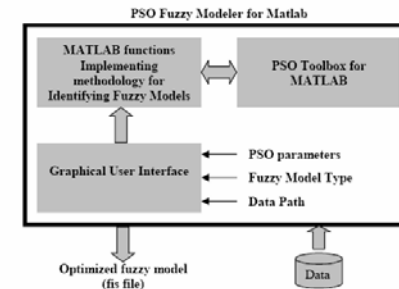 PSO Fuzzy Modeler for Matlab
MATLAB functions
Implementing
methodology for
Identifying Fuzzy Models
PSO Toolbox for
MATLAB
Graphical User Interface
PSO parameters
Fuzzy Model Type
Data Path
Optimized fuzzy model
(fis file)
Data